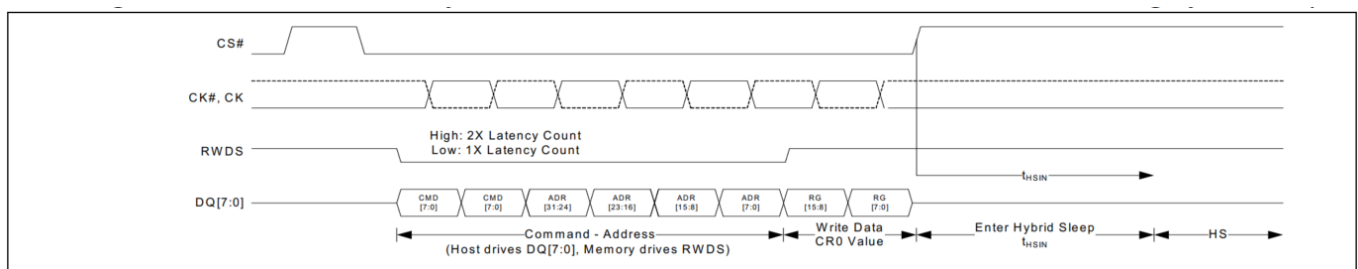 CS#
CK#, CK
High: 2X Latency Count
Low: 1X Latency Count
RWDS
tHSIN
DQ[7:0]
CMD [7:0]
CMD [7:0]
ADR [31:24]
ADR [23:16]
ADR [15:8]
ADR [7:0]
RG [15:8]
RG [7:0]
Command - Address
(Host drives DQ[7:0], Memory drives RWDS)
Write Data
CR0 Value
Enter Hybrid Sleep
tHSIN
HS